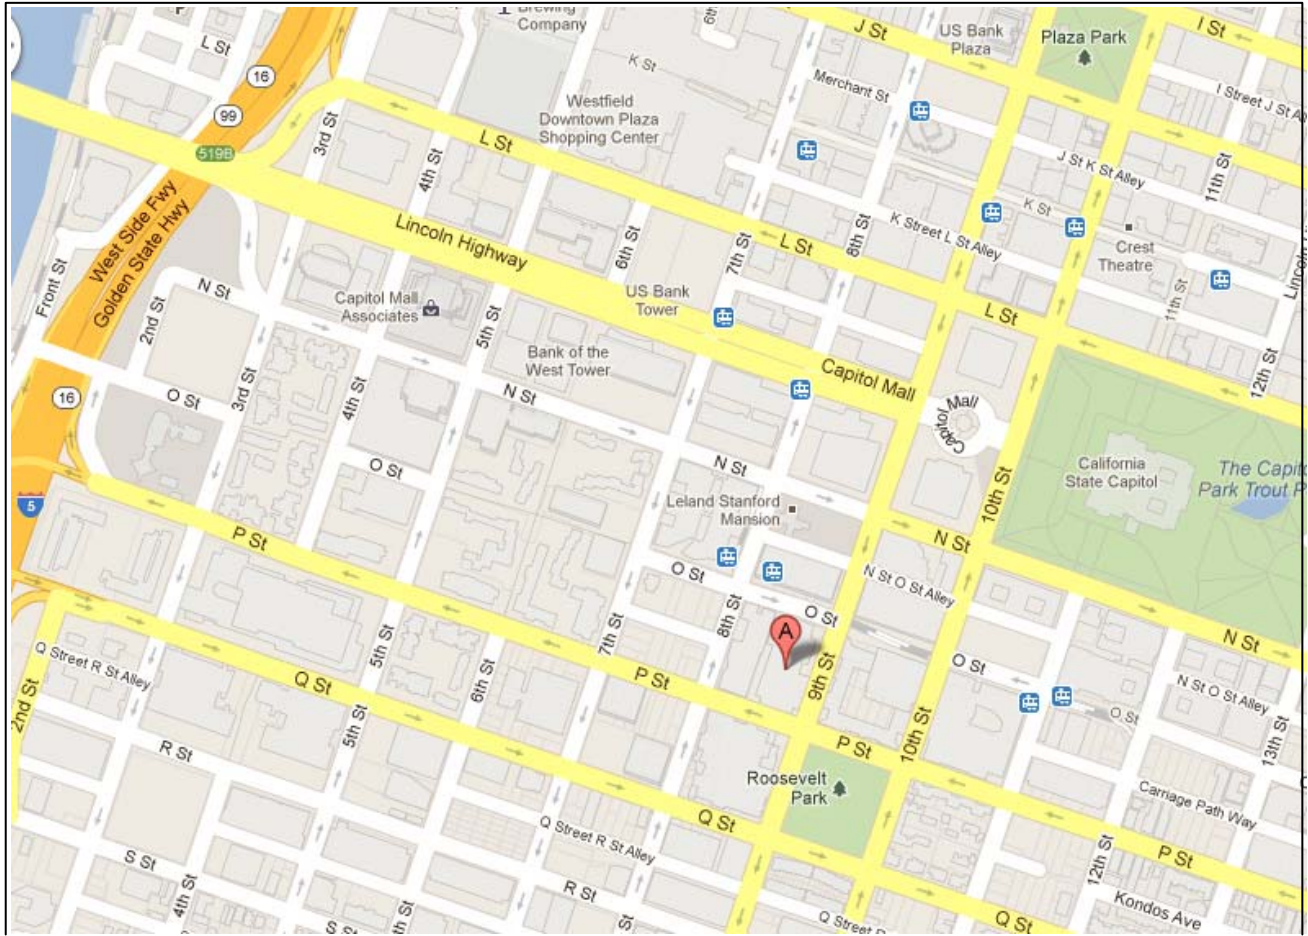 Brewing
Company
L St
K St
J St
US Bank
Plaza
Plaza Park
I St
16
99
519B
3rd St
4th St
L St
Westfield
Downtown Plaza
Shopping Center
Merchant St
J St K St Alley
11th St
K St
K Street L St Alley
Crest
Theatre
West Side Fwy
Golden State Hwy
Front St
Lincoln Highway
6th St
7th St
L St
8th St
US Bank
Tower
L St
11th St
12th St
2nd St
N St
Capitol Mall
Associates
5th St
Bank of the
West Tower
Capitol Mall
Capitol Mall
16
O St
3rd St
4th St
N St
O St
N St
California
State Capitol
10th St
5
Leland Stanford
Mansion
P St
N St
O St
N St O St Alley
8th St
O St
A
7th St
9th St
O St
N St
Q Street R St Alley
2nd St
5th St
6th St
Q St
P St
P St
10th St
N St O St Alley
O St
13th St
R St
5th St
Roosevelt
Park
Carriage Path Way
Q St
Q Street R St Alley
P St
S St
4th St
R St
12th St
Kondos Ave
Q St